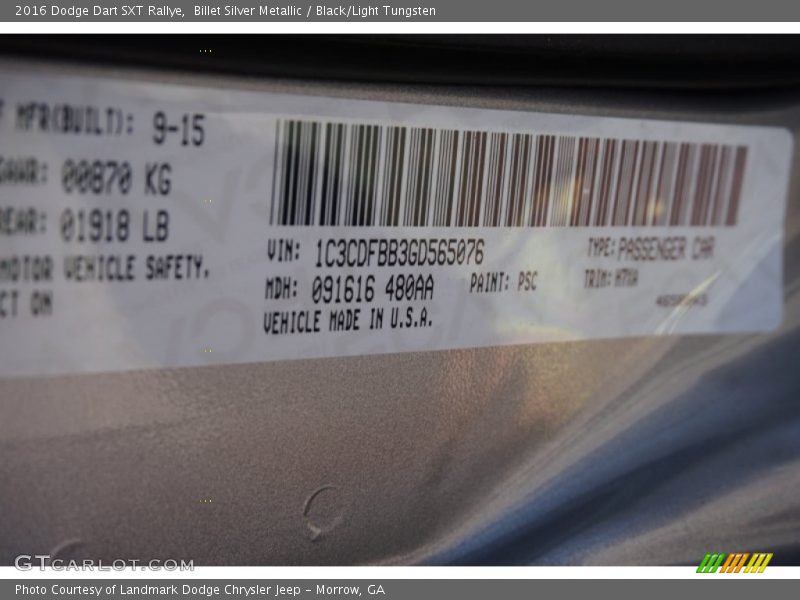 2016 Dodge Dart SXT Rallye, Billet Silver Metallic / Black/Light Tungsten
MFR(BUILT): 9-15
GAWR: 00870 KG
REAR: 01918 LB
MOTOR VEHICLE SAFETY.
CT ON
VIN: 1C3CDFBB3GD565076
TYPE: PASSENGER CAR
MDH: 091616 480AA
PAINT: PSC
TRIM:
VEHICLE MADE IN U.S.A.
GTCARLOT.COM
Photo Courtesy of Landmark Dodge Chrysler Jeep - Morrow, GA